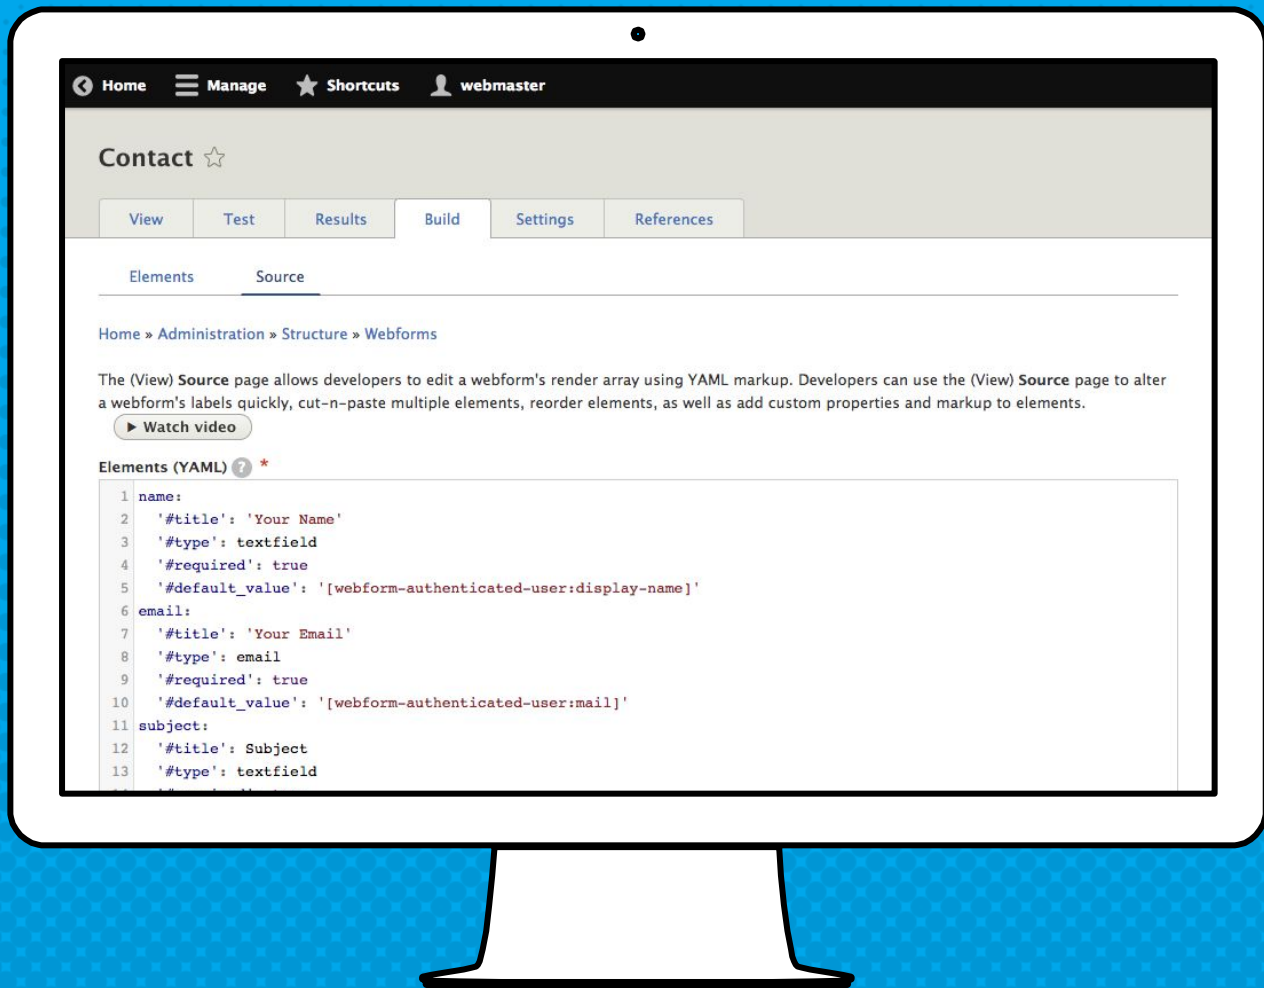 Home Manage Shortcuts webmaster
Contact
View Test Results Build Settings References
Elements Source
Home » Administration » Structure » Webforms
The (View) Source page allows developers to edit a webform's render array using YAML markup. Developers can use the (View) Source page to alter
a webform's labels quickly, cut-n-paste multiple elements, reorder elements, as well as add custom properties and markup to elements.
Watch video
Elements (YAML) ? *
1 name:
2 '#title': 'Your Name'
3 '#type': textfield
4 '#required': true
5 '#default_value': '[webform-authenticated-user:display-name]'
6 email:
7 '#title': 'Your Email'
8 '#type': email
9 '#required': true
10 '#default_value': '[webform-authenticated-user:mail]'
11 subject:
12 '#title': Subject
13 '#type': textfield